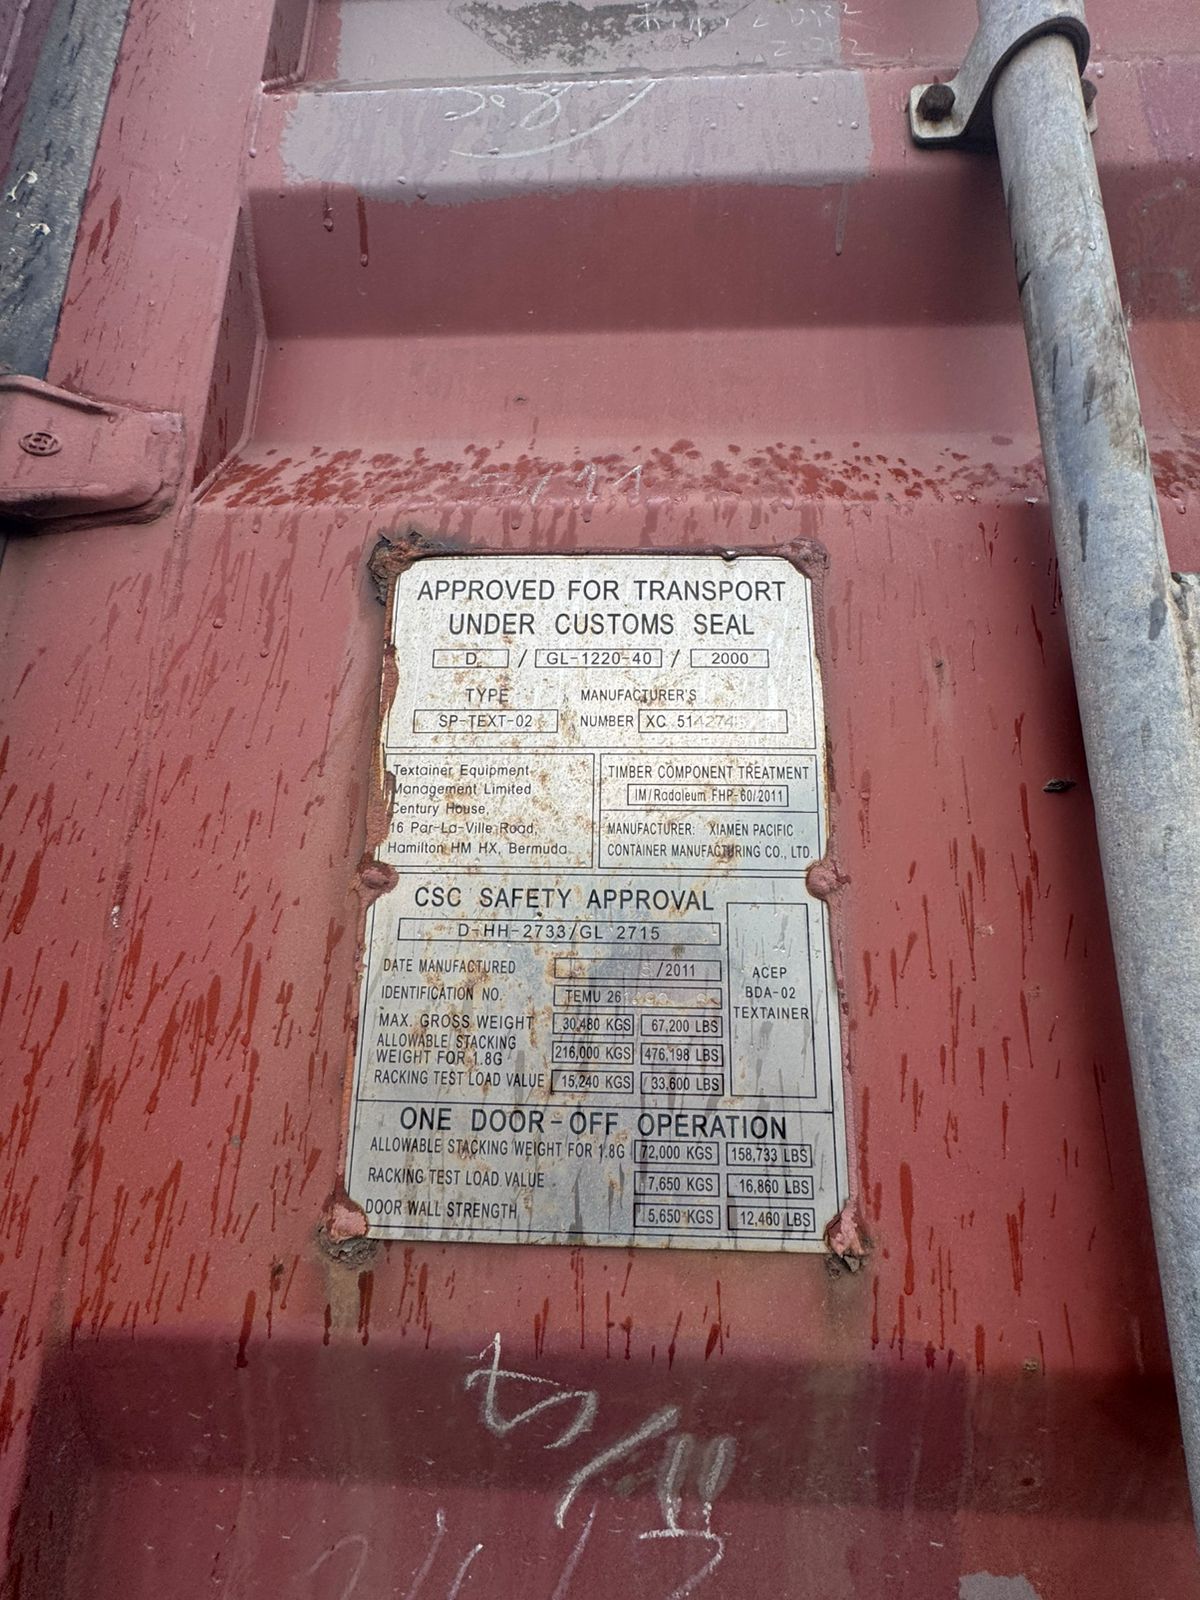 APPROVED FOR TRANSPORT
UNDER CUSTOMS SEAL
D / GL-1220-40 / 2000
TYPE MANUFACTURER'S
SP-TEXT-02 NUMBER XC
Textainer Equipment
Management Limited
Century House,
16 Par-La-Ville Road,
Hamilton HM HX, Bermuda
TIMBER COMPONENT TREATMENT
IM/Radaleum FHP-60/2011
MANUFACTURER: XIAMEN PACIFIC
CONTAINER MANUFACTURING CO., LTD.
CSC SAFETY APPROVAL
D-HH-2733/GL 2715
DATE MANUFACTURED /2011
IDENTIFICATION NO. TEMU
MAX. GROSS WEIGHT 30,480 KGS 67,200 LBS
ALLOWABLE STACKING
WEIGHT FOR 1.8G 216,000 KGS 476,198 LBS
RACKING TEST LOAD VALUE 15,240 KGS 33,600 LBS
ACEP
BDA-02
TEXTAINER
ONE DOOR-OFF OPERATION
ALLOWABLE STACKING WEIGHT FOR 1.8G 72,000 KGS 158,733 LBS
RACKING TEST LOAD VALUE 7,650 KGS 16,860 LBS
DOOR WALL STRENGTH 5,650 KGS 12,460 LBS